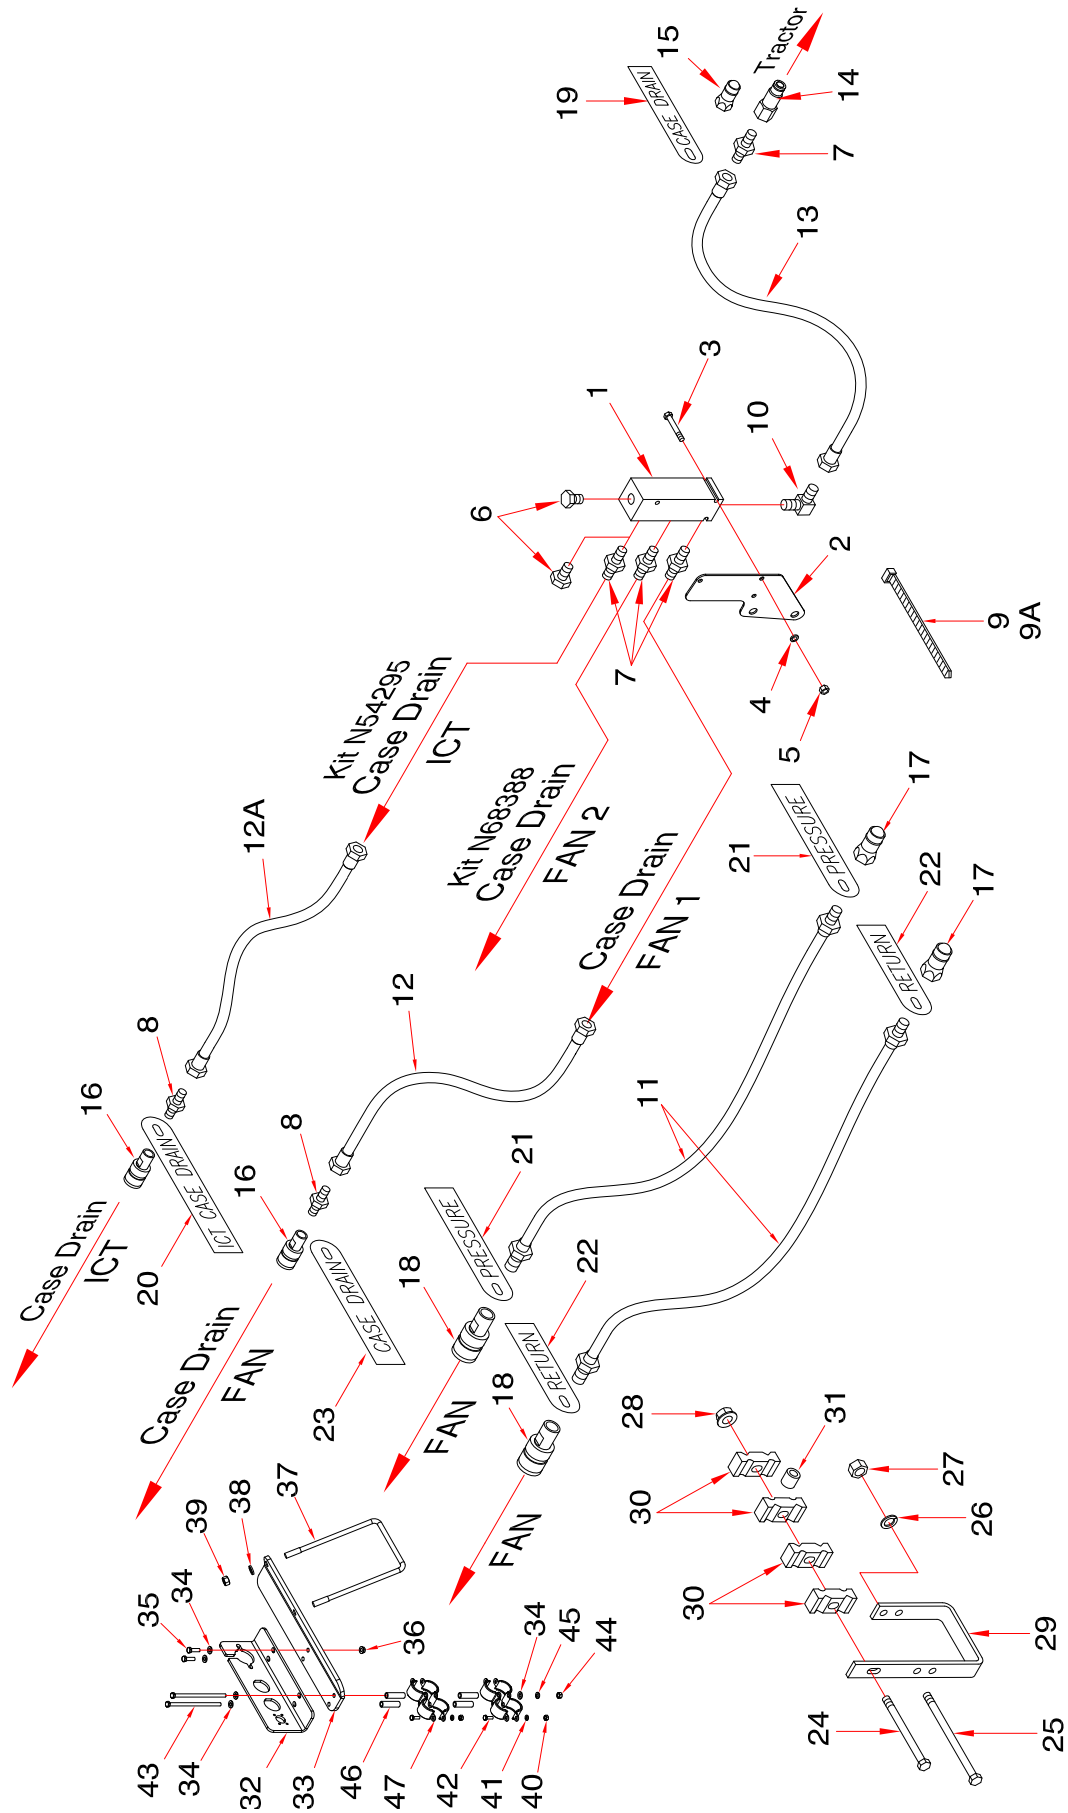 15
Tractor
19
CASE DRAIN
14
7
13
3
1
10
6
2
9
9A
7
4
5
Kit N54295
Case Drain
ICT
Kit N68388
Case Drain
FAN 2
Case Drain
FAN 1
12A
12
8
16
ICT CASE DRAIN
20
Case Drain
ICT
8
16
CASE DRAIN
23
Case Drain
FAN
21
PRESSURE
17
22
RETURN
17
11
21
PRESSURE
18
FAN
22
RETURN
18
FAN
28
31
30
27
26
30
29
24
25
37
38
39
34
35
36
43
34
32
33
46
47
42
41
40
34
45
44